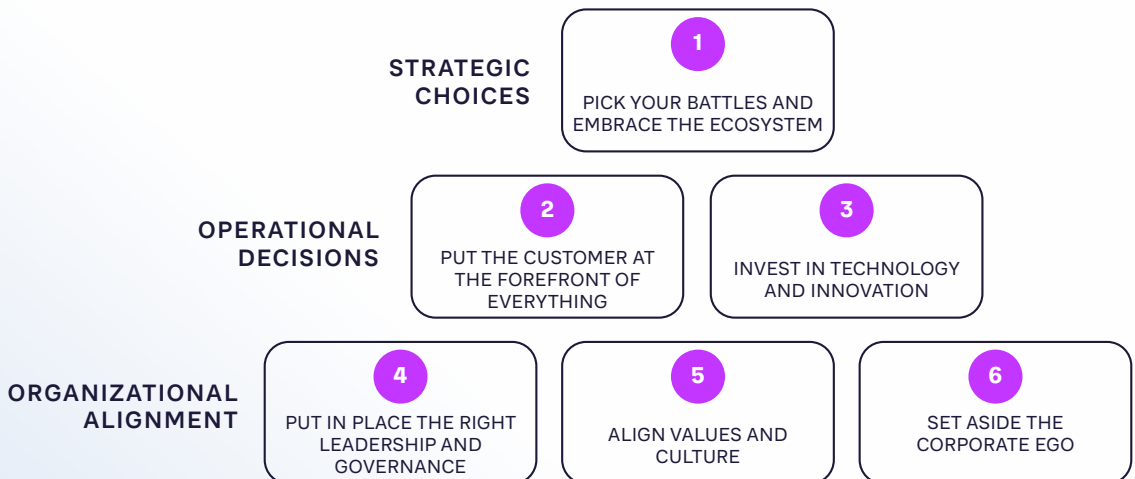 1
STRATEGIC
CHOICES
PICK YOUR BATTLES AND
EMBRACE THE ECOSYSTEM
2
3
OPERATIONAL
DECISIONS
PUT THE CUSTOMER AT
THE FOREFRONT OF
EVERYTHING
INVEST IN TECHNOLOGY
AND INNOVATION
4
5
6
ORGANIZATIONAL
ALIGNMENT
PUT IN PLACE THE RIGHT
LEADERSHIP AND
GOVERNANCE
ALIGN VALUES AND
CULTURE
SET ASIDE THE
CORPORATE EGO